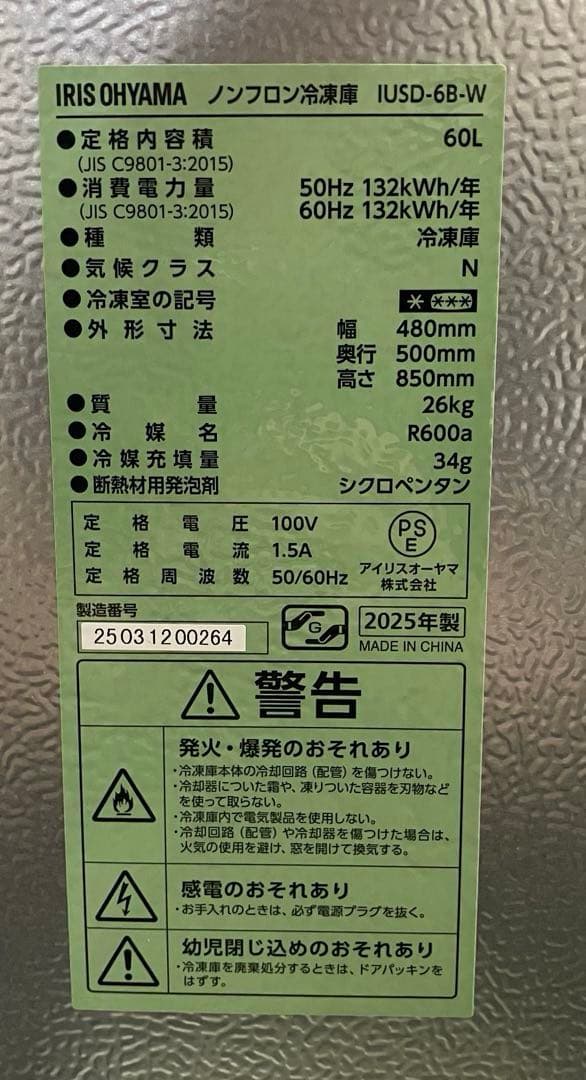 IRIS OHYAMA ノンフロン冷凍庫 IUSD-6B-W
●定格内容積 60L
(JIS C9801-3:2015)
●消費電力量 50Hz 132kWh/年
(JIS C9801-3:2015) 60Hz 132kWh/年
●種類 冷凍庫
●気候クラス N
●冷凍室の記号 * ***
●外形寸法 幅 480mm
奥行 500mm
高さ 850mm
●質量 26kg
●冷媒名 R600a
●冷媒充填量 34g
●断熱材用発泡剤 シクロペンタン
定格電圧 100V
定格電流 1.5A
定格周波数 50/60Hz
PS
E
アイリスオーヤマ
株式会社
製造番号
25031200264
G
2025年製
MADE IN CHINA
警告
発火・爆発のおそれあり
・冷凍庫本体の冷却回路(配管)を傷つけない。
・冷却器についた霜や、凍りついた容器を刃物など
を使って取らない。
・冷凍庫内で電気製品を使用しない。
・冷却回路(配管)や冷却器を傷つけた場合は、
火気の使用を避け、窓を開けて換気する。
感電のおそれあり
・お手入れのときは、必ず電源プラグを抜く。
幼児閉じ込めのおそれあり
・冷凍庫を廃棄処分するときは、ドアパッキンを
はずす。